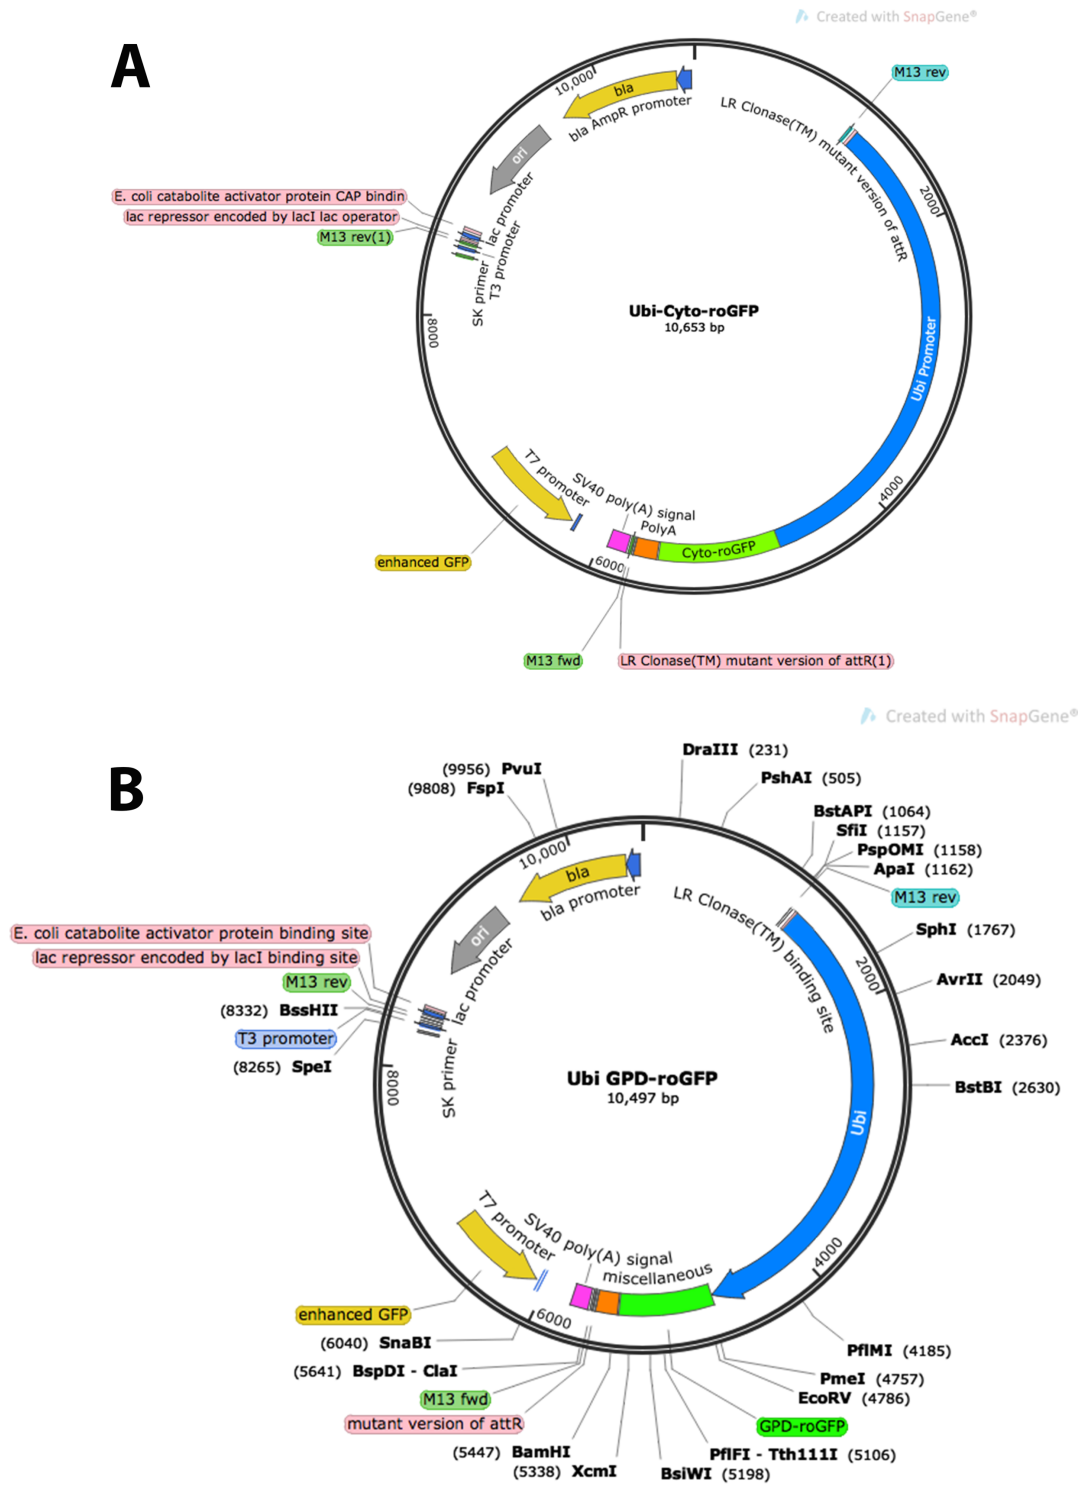 Created with SnapGene®
A
M13 rev
10,000
bla
bla AmpR promoter
LR Clonase(TM) mutant version of attR
ori
2000
E. coli catabolite activator protein CAP bindin
lac repressor encoded by lacI lac operator
M13 rev(1)
lac promoter
T3 promoter
SK primer
Ubi-Cyto-roGFP
10,653 bp
8000
Ubi Promoter
T7 promoter
SV40 poly(A) signal
PolyA
4000
Cyto-roGFP
enhanced GFP
6000
M13 fwd
LR Clonase(TM) mutant version of attR(1)
Created with SnapGene®
B
DraIII (231)
(9956) PvuI
PshAI (505)
(9808) FspI
BstAPI (1064)
SfiI (1157)
PspOMI (1158)
ApaI (1162)
M13 rev
10,000
bla
bla promoter
LR Clonase(TM) binding site
SphI (1767)
E. coli catabolite activator protein binding site
ori
lac repressor encoded by lacI binding site
lac promoter
2000
AvrII (2049)
M13 rev
(8332) BssHII
T3 promoter
AccI (2376)
(8265) SpeI
SK primer
8000
Ubi GPD-roGFP
10,497 bp
BstBI (2630)
Ubi
T7 promoter
SV40 poly(A) signal
miscellaneous
4000
enhanced GFP
6000
(6040) SnaBI
PflMI (4185)
(5641) BspDI - ClaI
PmeI (4757)
M13 fwd
EcoRV (4786)
mutant version of attR
GPD-roGFP
(5447) BamHI
PflFI - Tth111I (5106)
(5338) XcmI
BsiWI (5198)